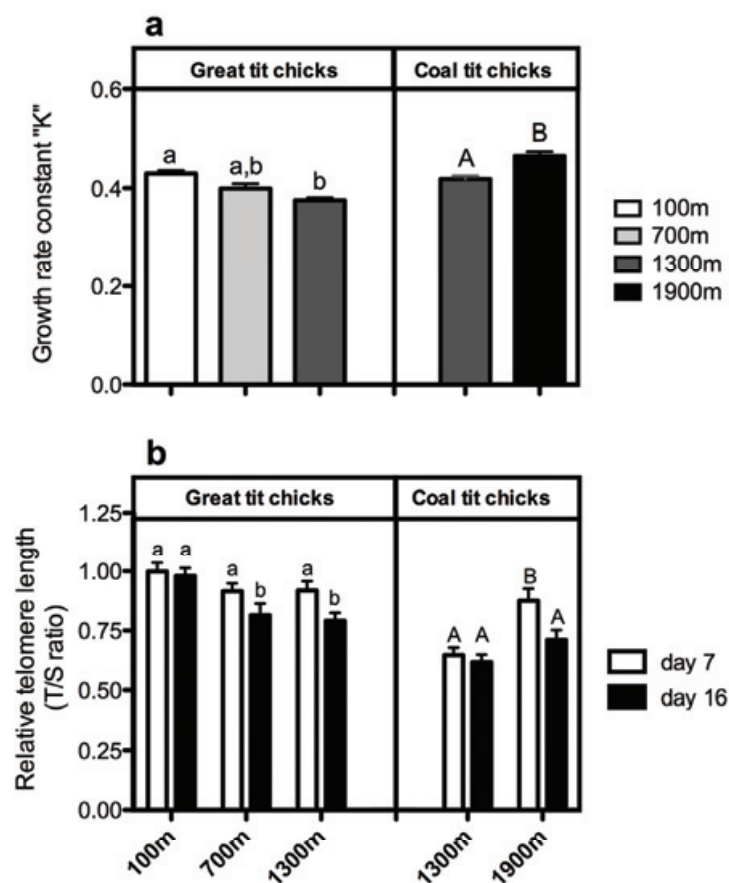 a
Great tit chicks
Coal tit chicks
Growth rate constant "K"
0.6
0.4
0.2
0.0
a
a,b
b
A
B
100m
700m
1300m
1900m
b
Great tit chicks
Coal tit chicks
Relative telomere length
(T/S ratio)
1.25
1.00
0.75
0.50
0.25
0.00
a
a
a
b
a
b
A
A
B
A
day 7
day 16
100m
700m
1300m
1300m
1900m